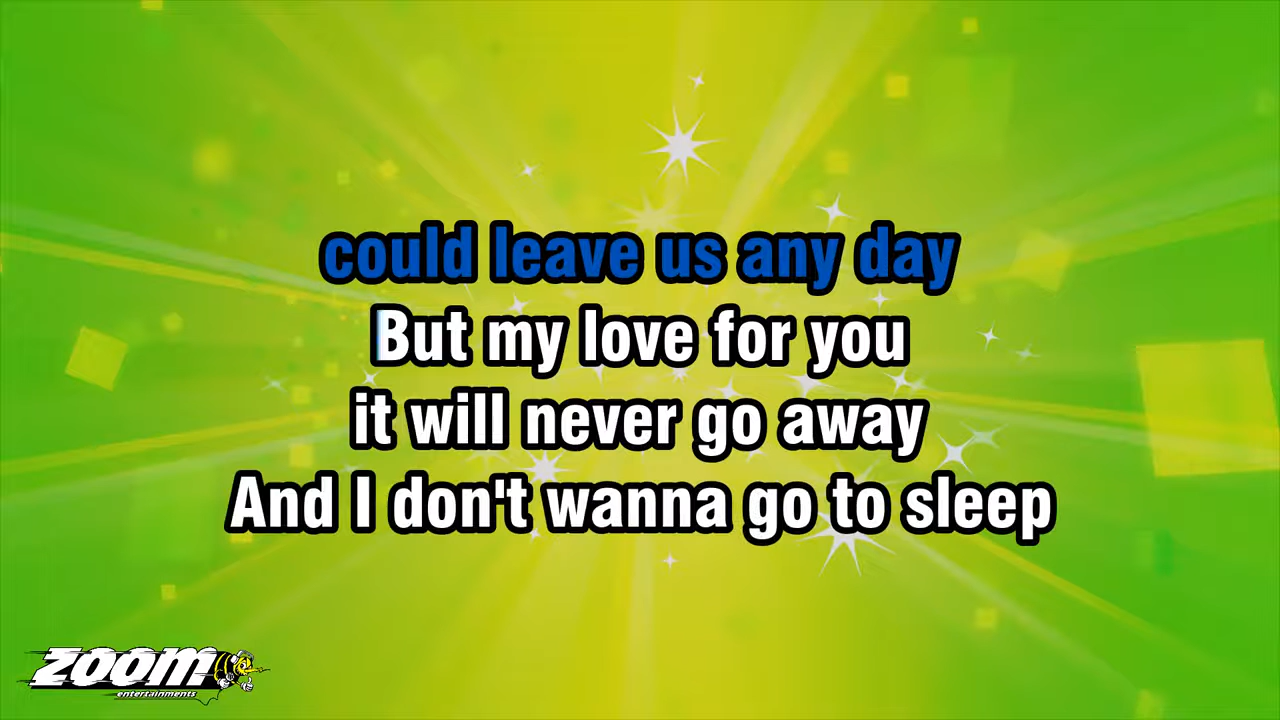 could leave us any day
But my love for you
it will never go away
And I don't wanna go to sleep
zoom
entertainments